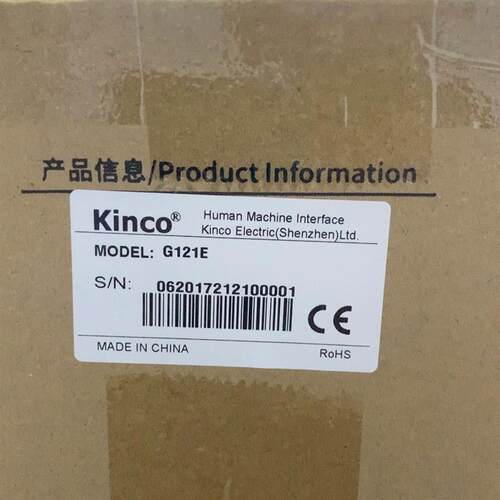 产品信息/Product Information
Kinco® Human Machine Interface
Kinco Electric(Shenzhen)Ltd.
MODEL: G121E
S/N: 062017212100001
CE
MADE IN CHINA
RoHS